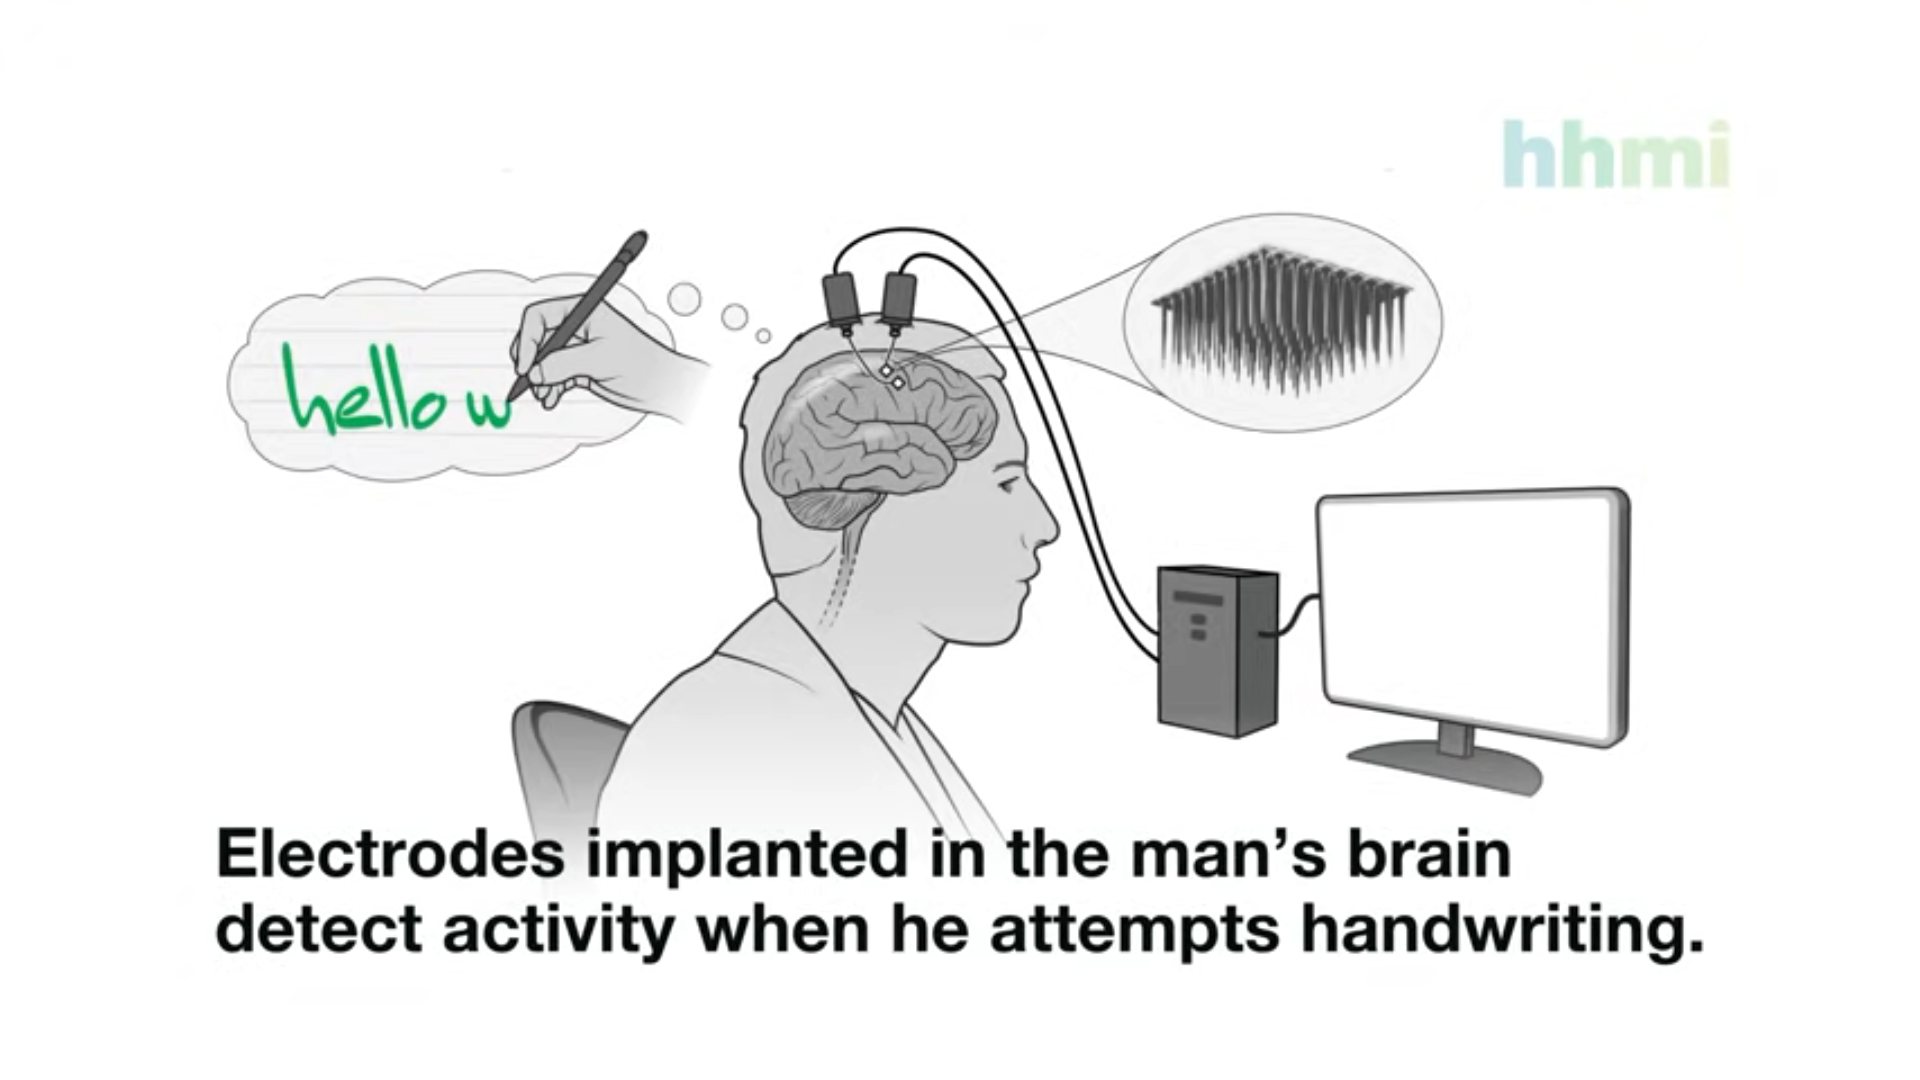 hhmi
hello w
Electrodes implanted in the man’s brain
detect activity when he attempts handwriting.